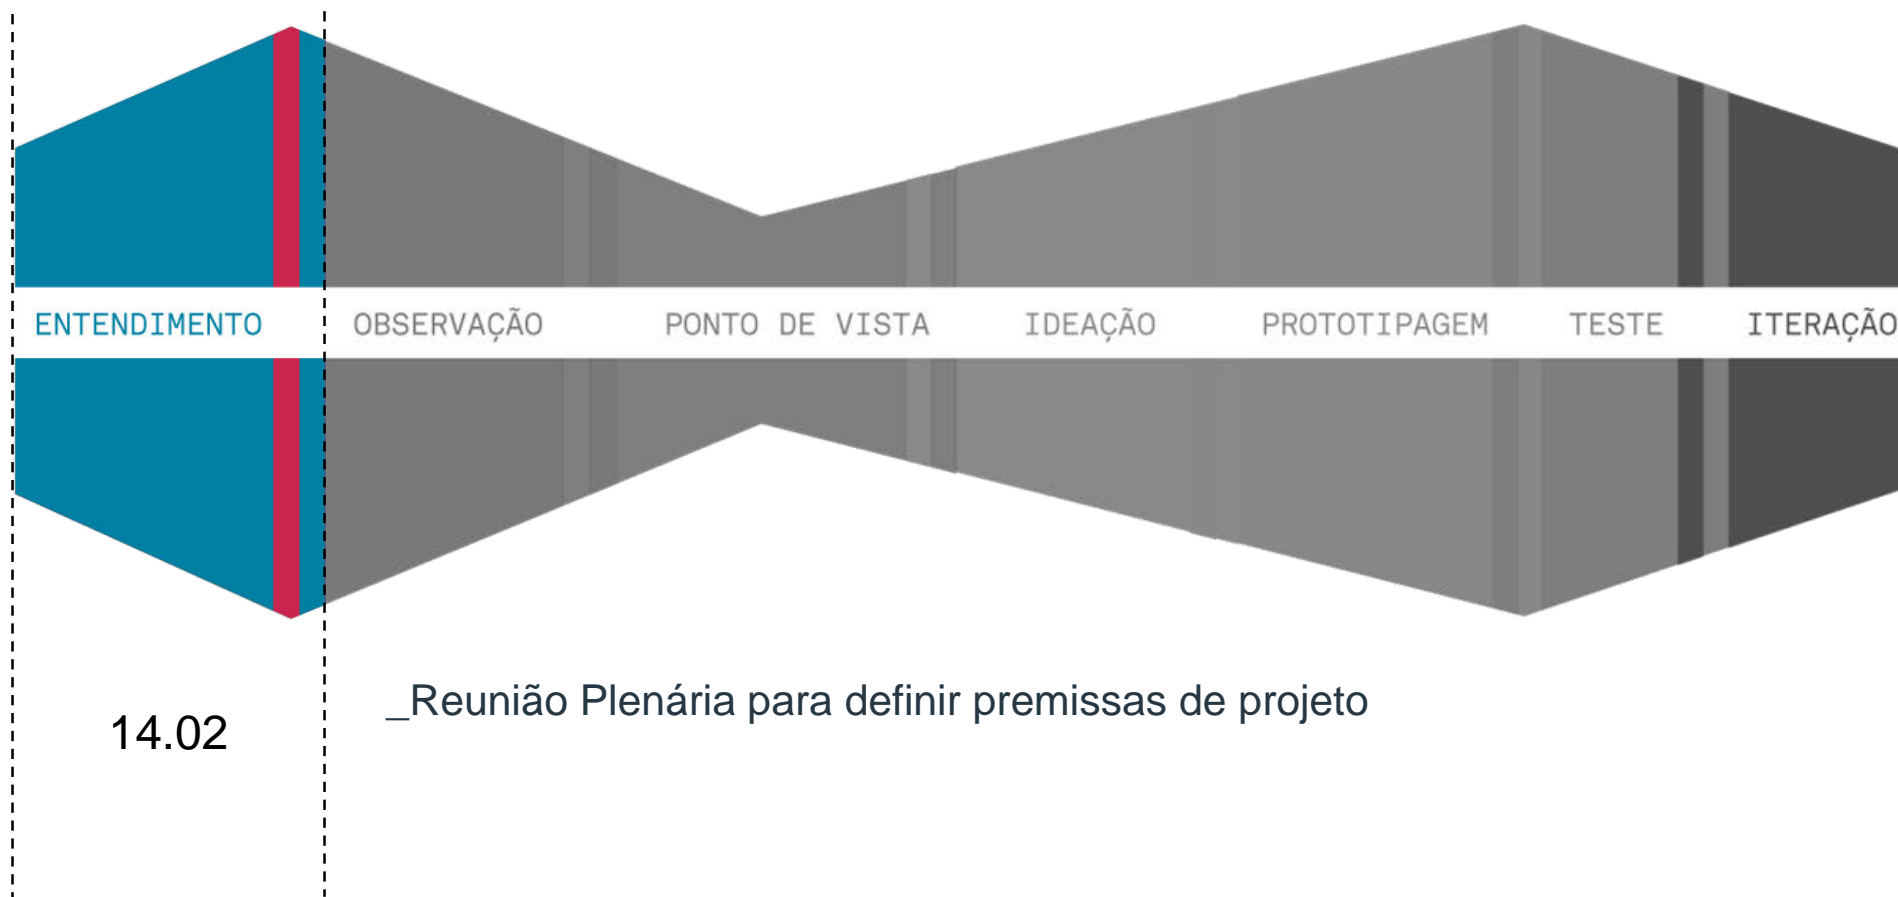 ENTENDIMENTO OBSERVAÇÃO PONTO DE VISTA IDEAÇÃO PROTOTIPAGEM TESTE ITERAÇÃO
_Reunião Plenária para definir premissas de projeto
14.02